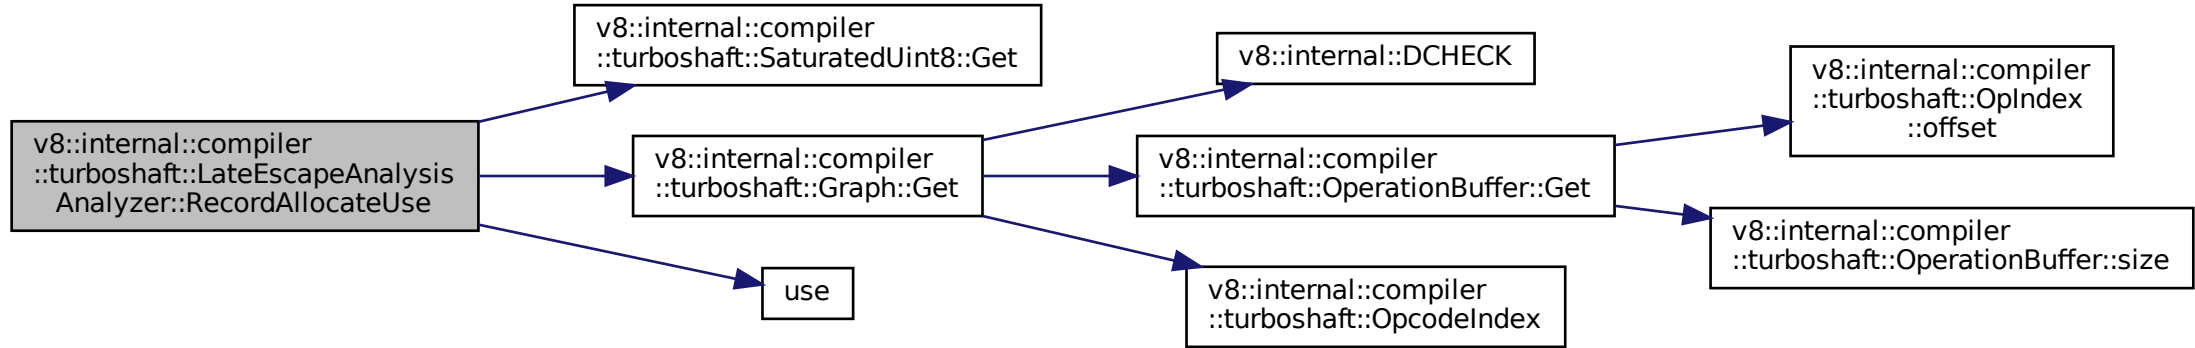 v8::internal::compiler
::turboshaft::LateEscapeAnalysis
Analyzer::RecordAllocateUse
v8::internal::compiler
::turboshaft::SaturatedUint8::Get
v8::internal::compiler
::turboshaft::Graph::Get
use
v8::internal::DCHECK
v8::internal::compiler
::turboshaft::OperationBuffer::Get
v8::internal::compiler
::turboshaft::OpcodeIndex
v8::internal::compiler
::turboshaft::OpIndex
::offset
v8::internal::compiler
::turboshaft::OperationBuffer::size